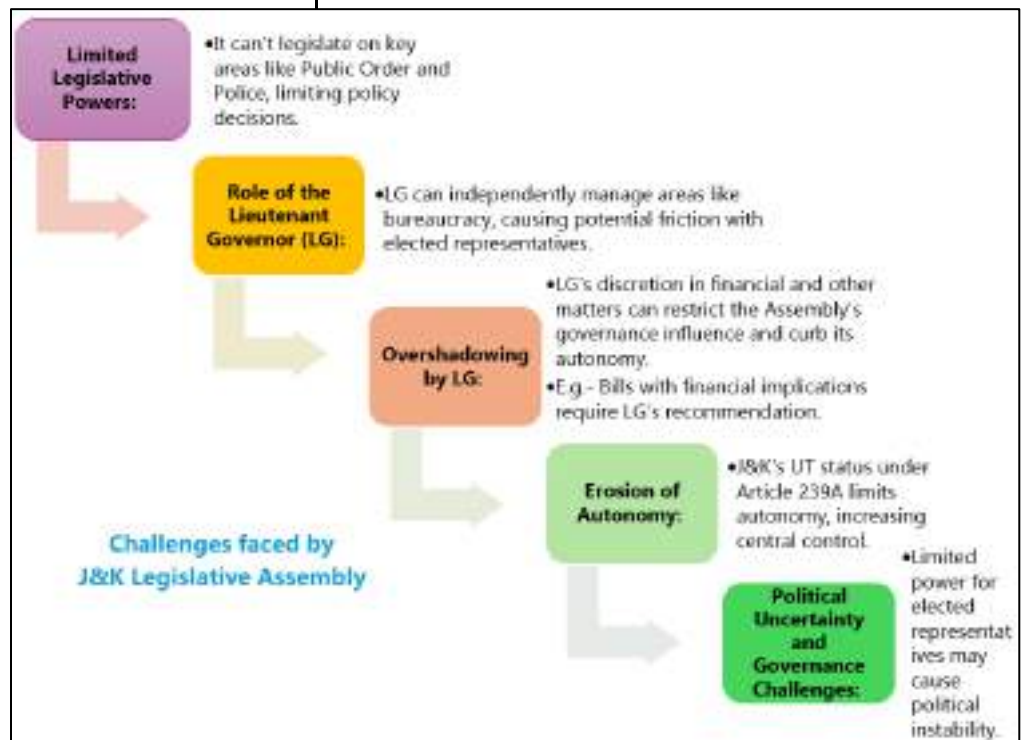 Limited
Legislative
Powers:
•It can't legislate on key
areas like Public Order and
Police, limiting policy
decisions.
Role of the
Lieutenant
Governor (LG):
•LG can independently manage areas like
bureaucracy, causing potential friction with
elected representatives.
Overshadowing
by LG:
•LG's discretion in financial and other
matters can restrict the Assembly's
governance influence and curb its
autonomy.
•E.g.- Bills with financial implications
require LG's recommendation.
Erosion of
Autonomy:
•J&K's UT status under
Article 239A limits
autonomy, increasing
central control.
Challenges faced by
J&K Legislative Assembly
Political
Uncertainty
and
Governance
Challenges:
•Limited
power for
elected
representat
ives may
cause
political
instability.